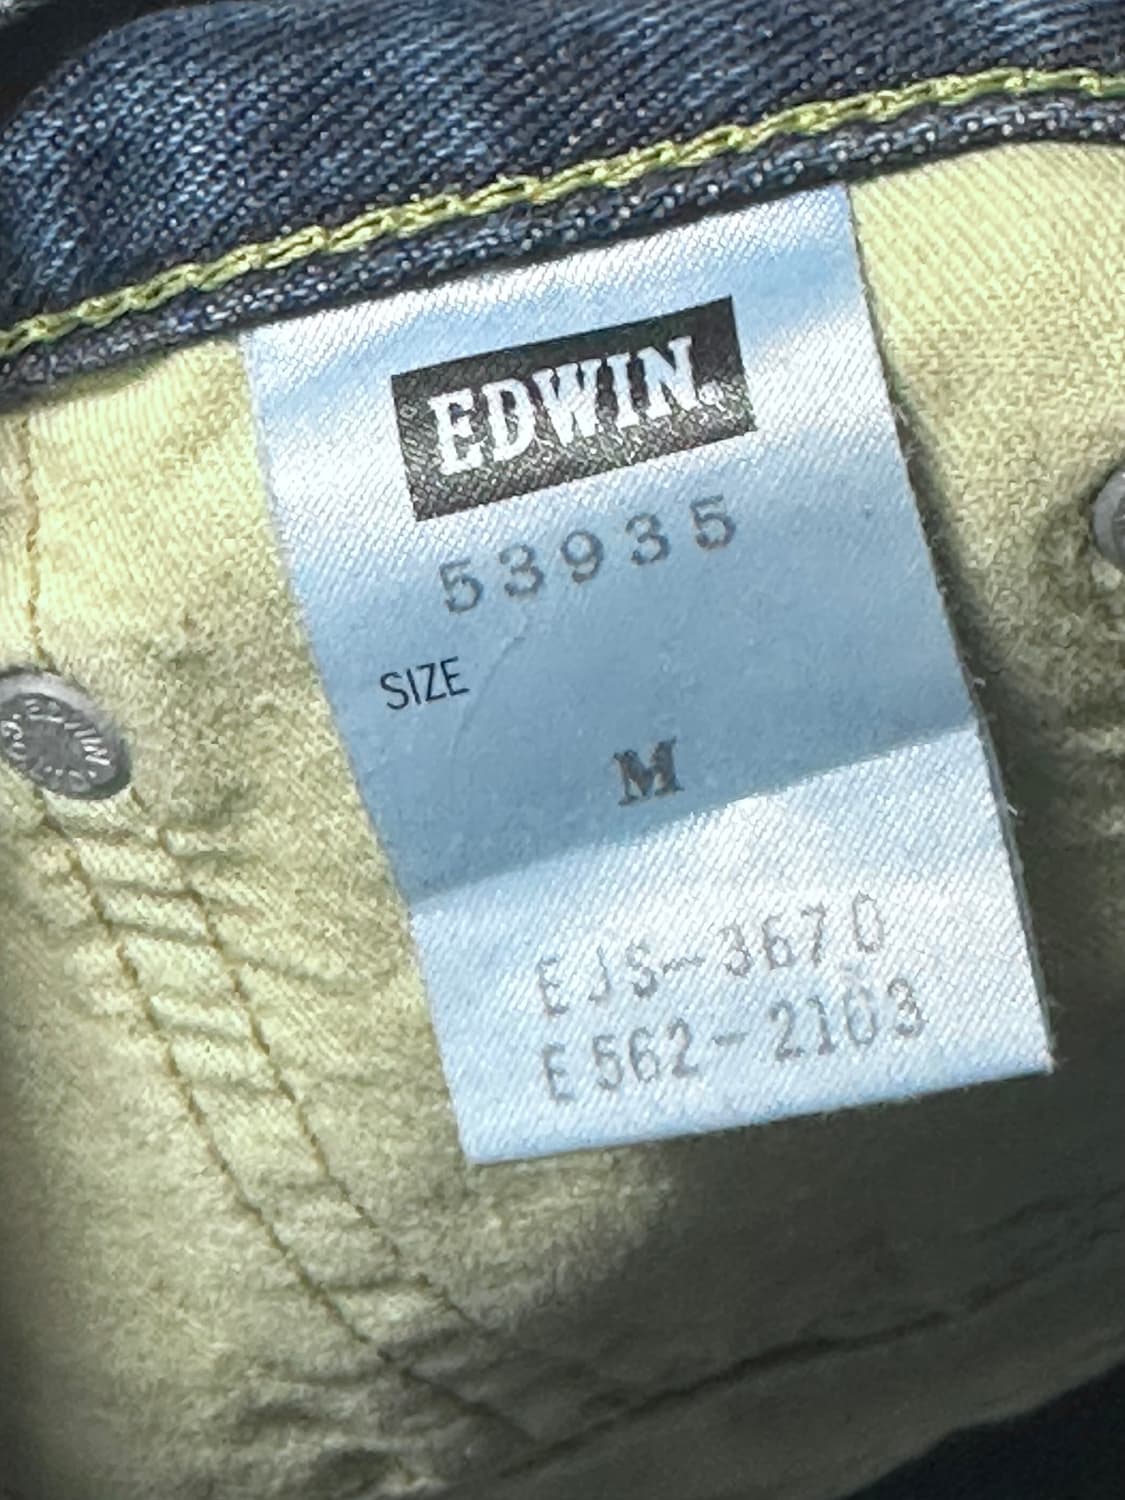 EDWIN.
53935
SIZE
M
EJS-3670
E562-2103